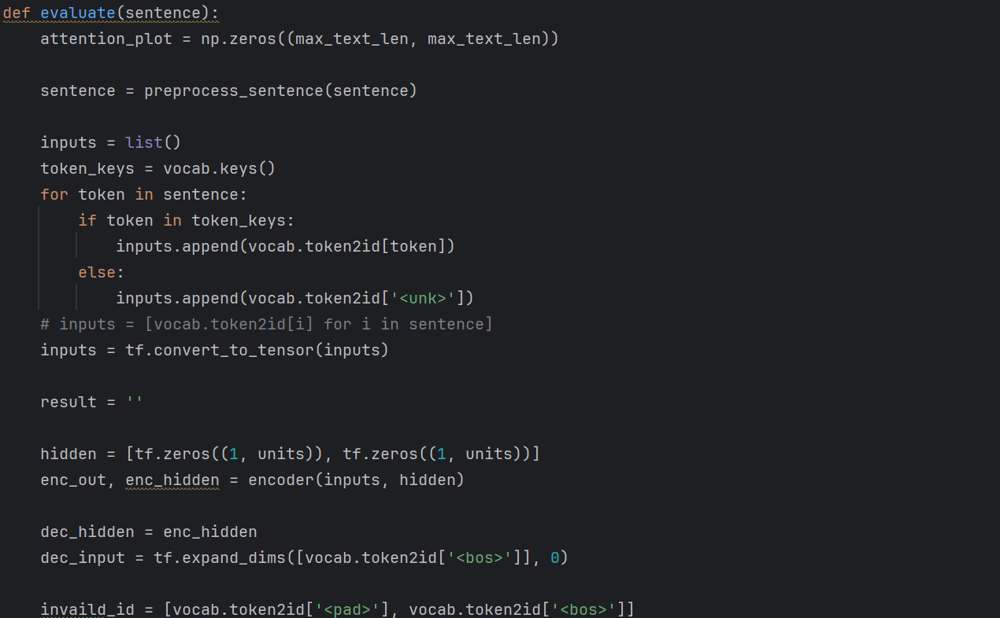 def evaluate(sentence):
    attention_plot = np.zeros((max_text_len, max_text_len))
    sentence = preprocess_sentence(sentence)
    inputs = list()
    token_keys = vocab.keys()
    for token in sentence:
        if token in token_keys:
            inputs.append(vocab.token2id[token])
        else:
            inputs.append(vocab.token2id['<unk>'])
    # inputs = [vocab.token2id[i] for i in sentence]
    inputs = tf.convert_to_tensor(inputs)
    result = ''
    hidden = [tf.zeros((1, units)), tf.zeros((1, units))]
    enc_out, enc_hidden = encoder(inputs, hidden)
    dec_hidden = enc_hidden
    dec_input = tf.expand_dims([vocab.token2id['<bos>']], 0)
    invaild_id = [vocab.token2id['<pad>'], vocab.token2id['<bos>']]